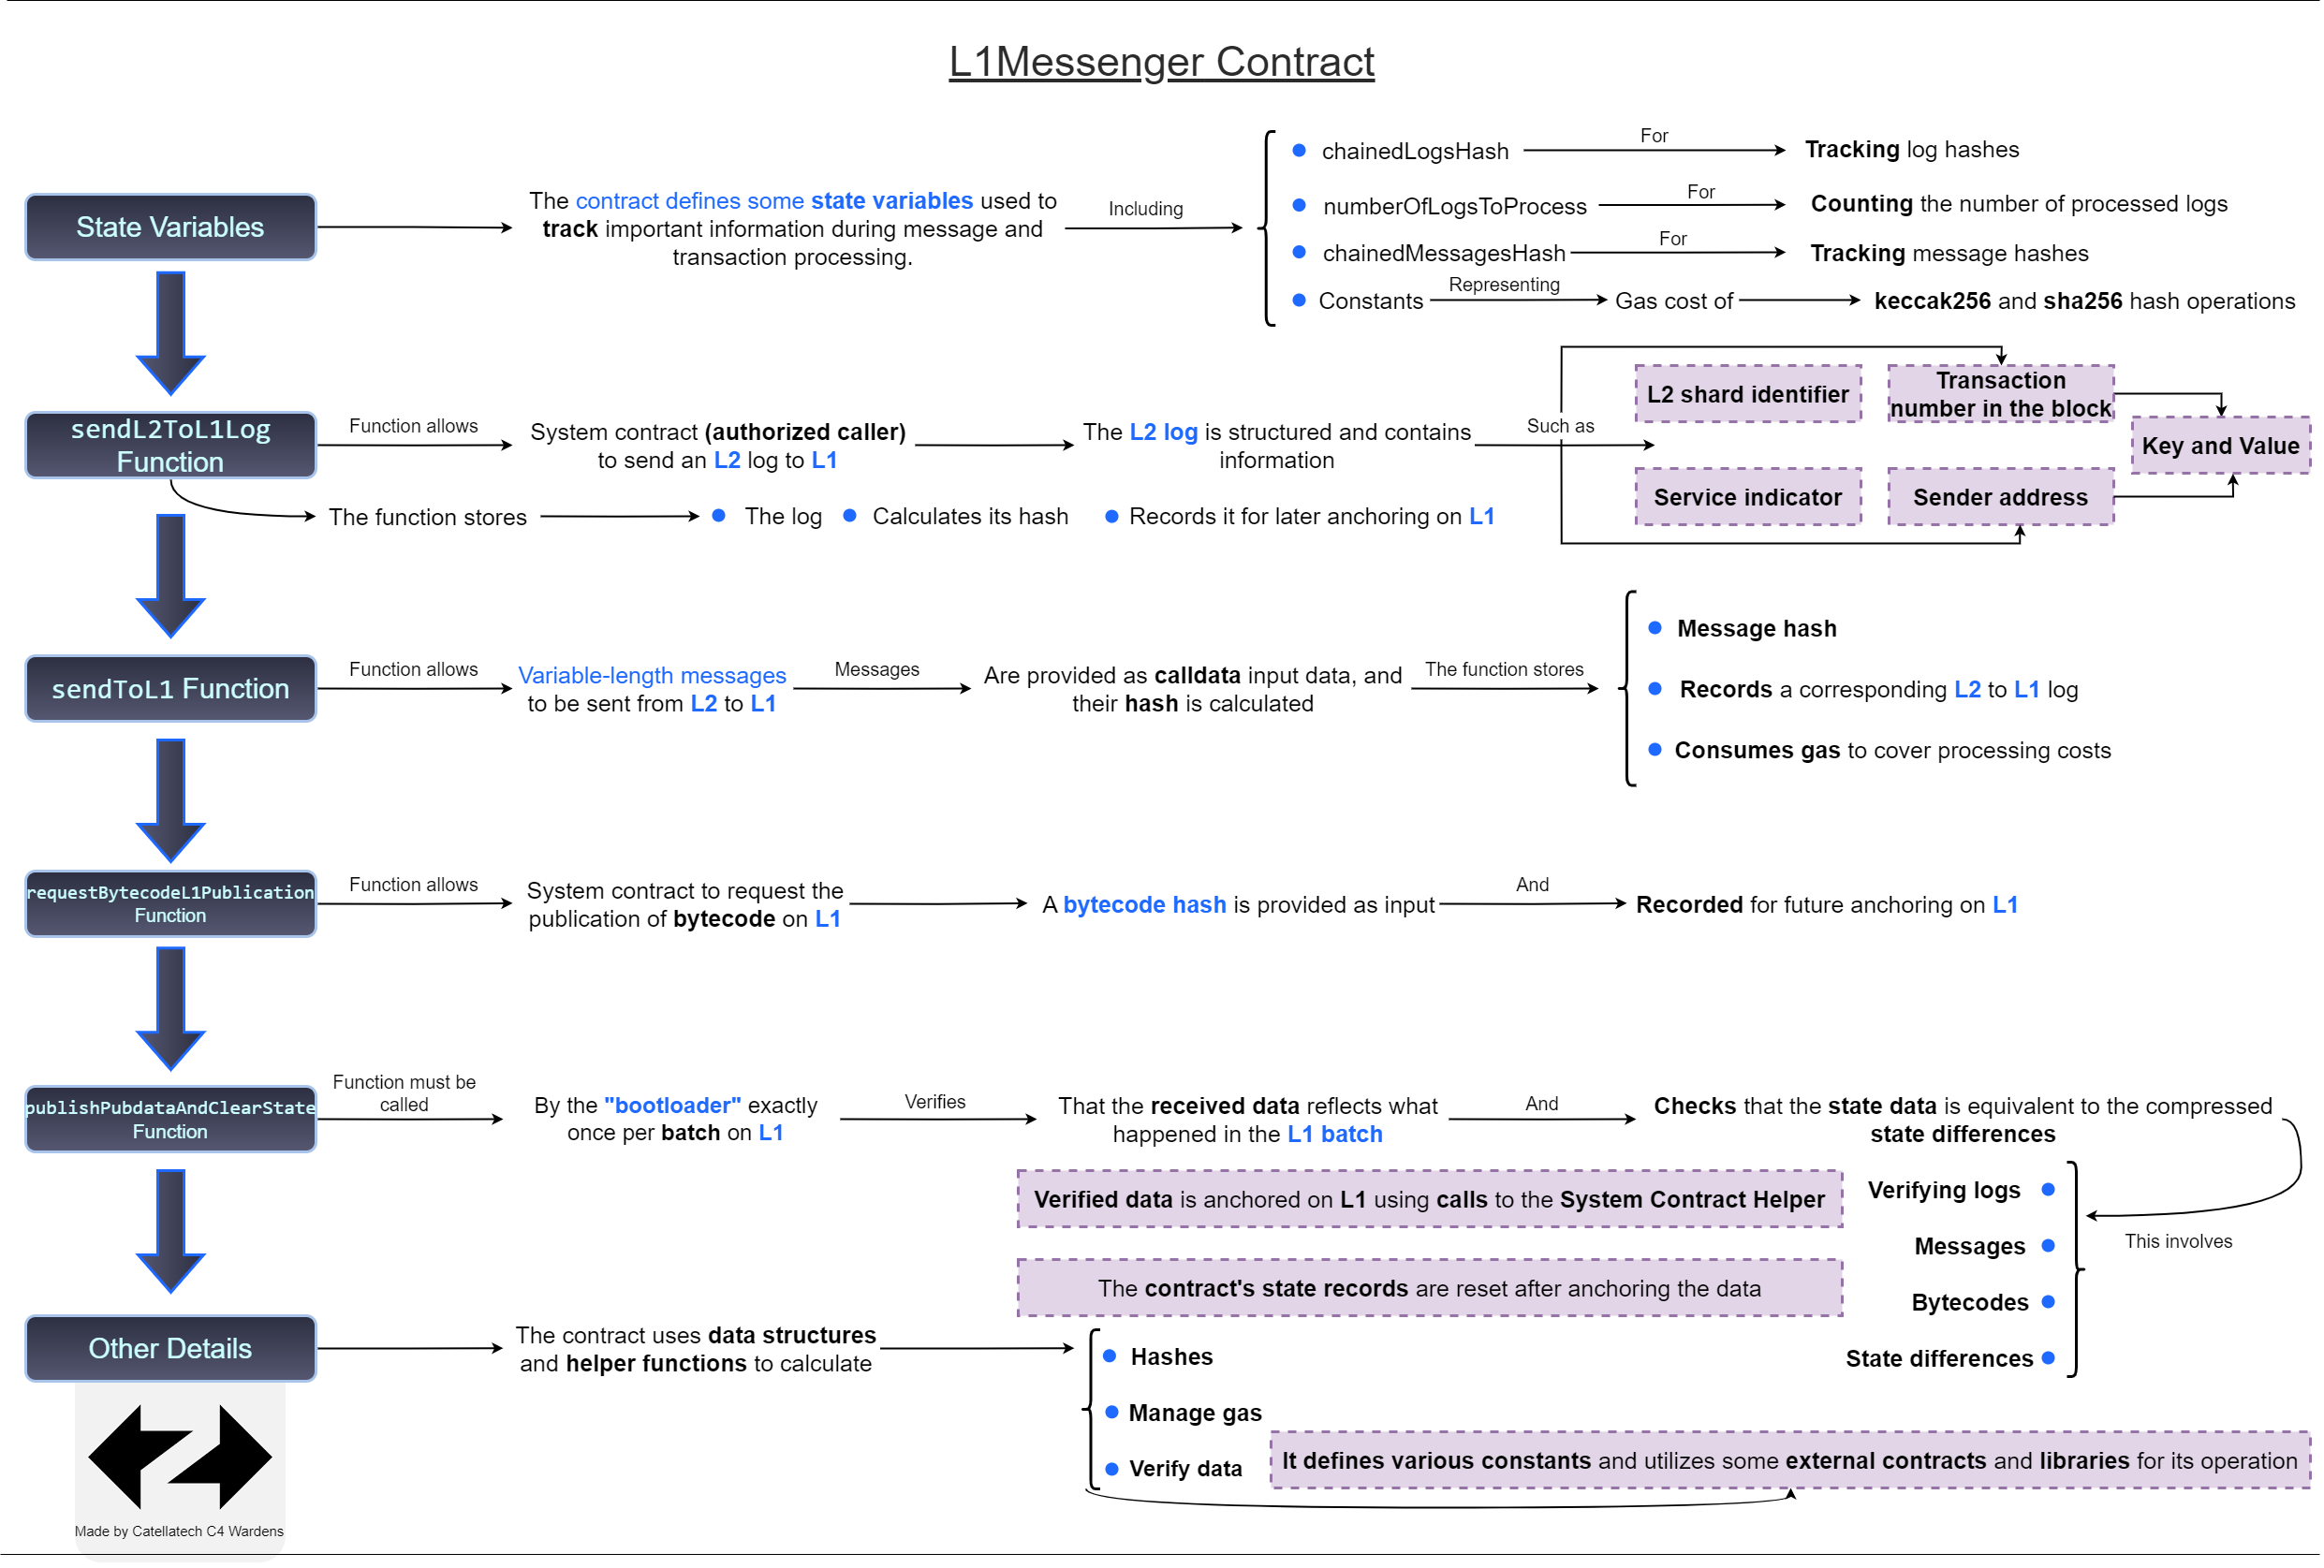 L1Messenger Contract
State Variables
The contract defines some state variables used to
track important information during message and
transaction processing.
Including
chainedLogsHash
For
Tracking log hashes
numberOfLogsToProcess
For
Counting the number of processed logs
chainedMessagesHash
For
Tracking message hashes
Constants
Representing
Gas cost of
keccak256 and sha256 hash operations
sendL2ToL1Log
Function
Function allows
System contract (authorized caller)
to send an L2 log to L1
The L2 log is structured and contains
information
Such as
L2 shard identifier
Transaction
number in the block
Key and Value
Service indicator
Sender address
The function stores
The log
Calculates its hash
Records it for later anchoring on L1
sendToL1 Function
Function allows
Variable-length messages
to be sent from L2 to L1
Messages
Are provided as calldata input data, and
their hash is calculated
The function stores
Message hash
Records a corresponding L2 to L1 log
Consumes gas to cover processing costs
requestBytecodeL1Publication
Function
Function allows
System contract to request the
publication of bytecode on L1
A bytecode hash is provided as input
And
Recorded for future anchoring on L1
publishPubdataAndClearState
Function
Function must be
called
By the "bootloader" exactly
once per batch on L1
Verifies
That the received data reflects what
happened in the L1 batch
And
Checks that the state data is equivalent to the compressed
state differences
This involves
Verifying logs
Messages
Bytecodes
State differences
Verified data is anchored on L1 using calls to the System Contract Helper
The contract's state records are reset after anchoring the data
Other Details
The contract uses data structures
and helper functions to calculate
Hashes
Manage gas
Verify data
It defines various constants and utilizes some external contracts and libraries for its operation
Made by Catellatech C4 Wardens